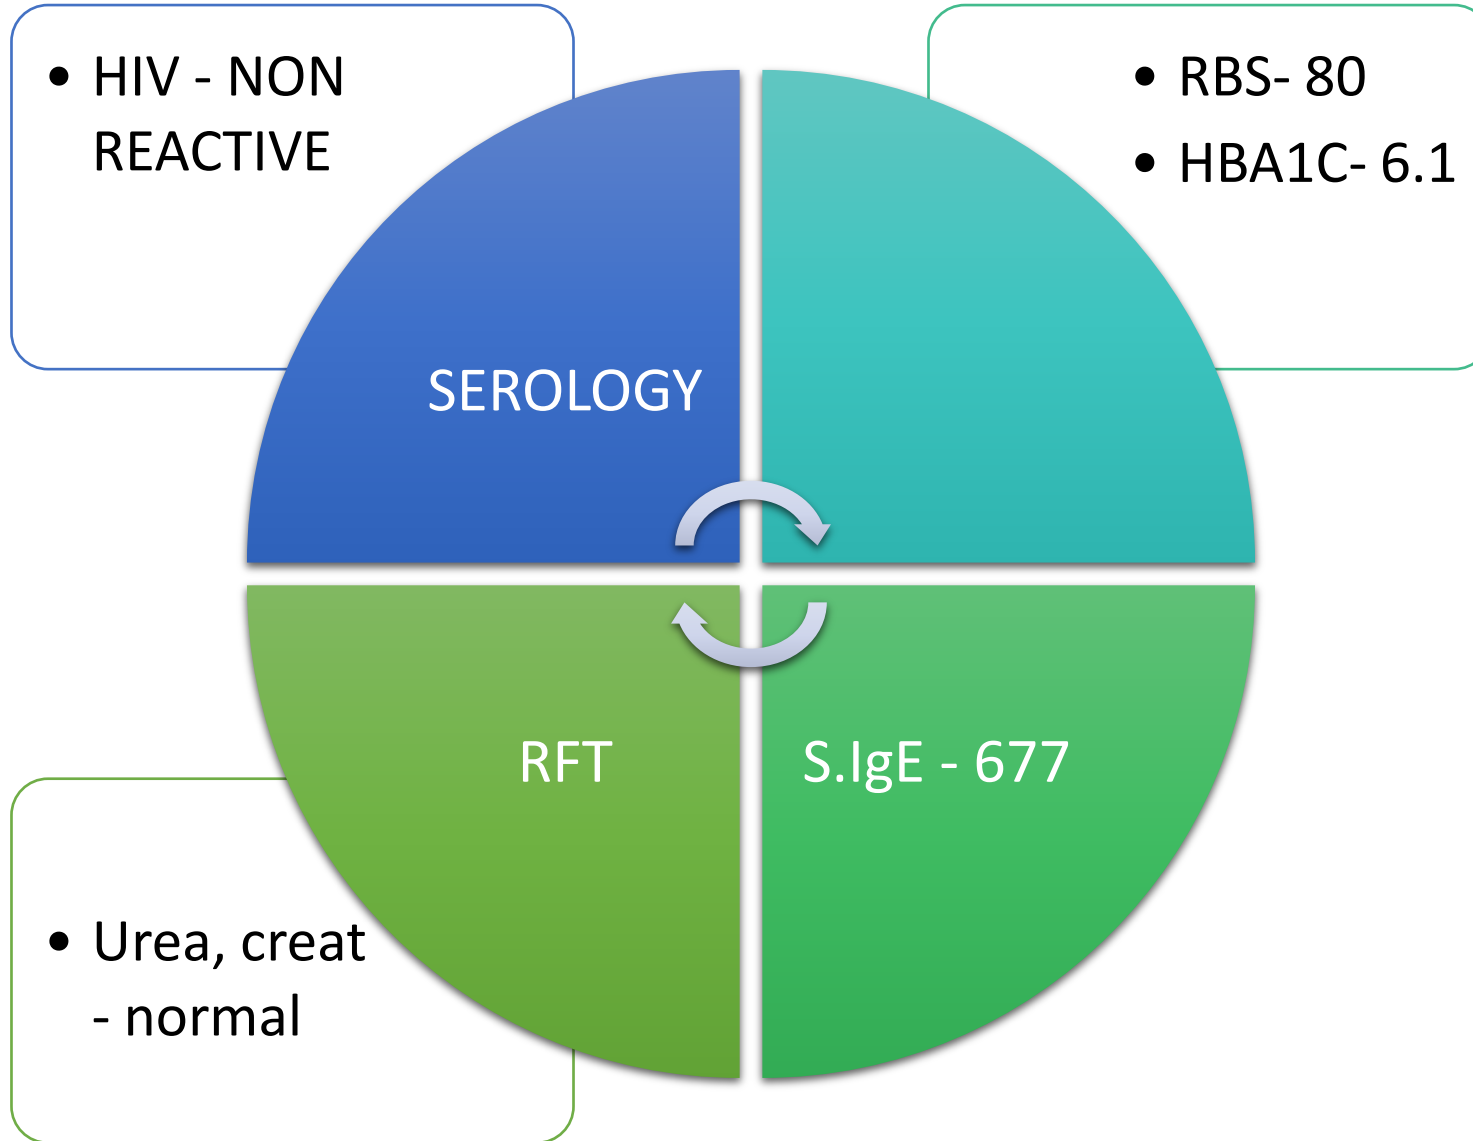 • HIV - NON
REACTIVE
• RBS- 80
• HBA1C- 6.1
SEROLOGY
RFT
S.IgE - 677
• Urea, creat
- normal